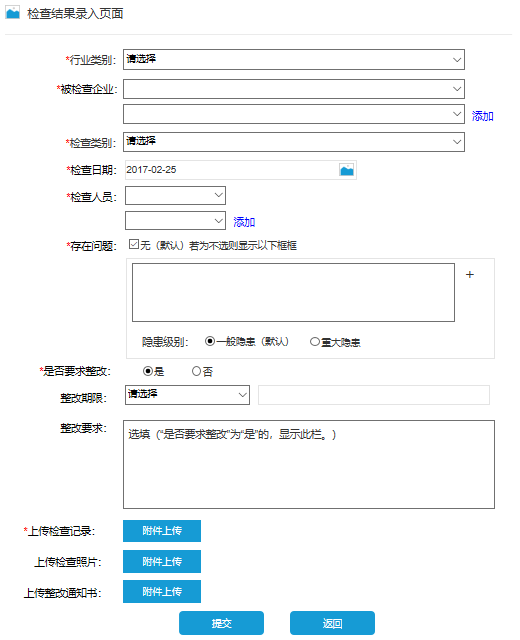 检查结果录入页面
*行业类别： 请选择
*被检查企业：
添加
*检查类别： 请选择
*检查日期： 2017-02-25
*检查人员：
添加
*存在问题： 无（默认）若为不选则显示以下框框
+
隐患级别： 一般隐患（默认） 重大隐患
*是否要求整改： 是 否
整改期限： 请选择
整改要求： 选填（“是否要求整改”为“是”的，显示此栏。）
*上传检查记录： 附件上传
上传检查照片： 附件上传
上传整改通知书： 附件上传
提交 返回